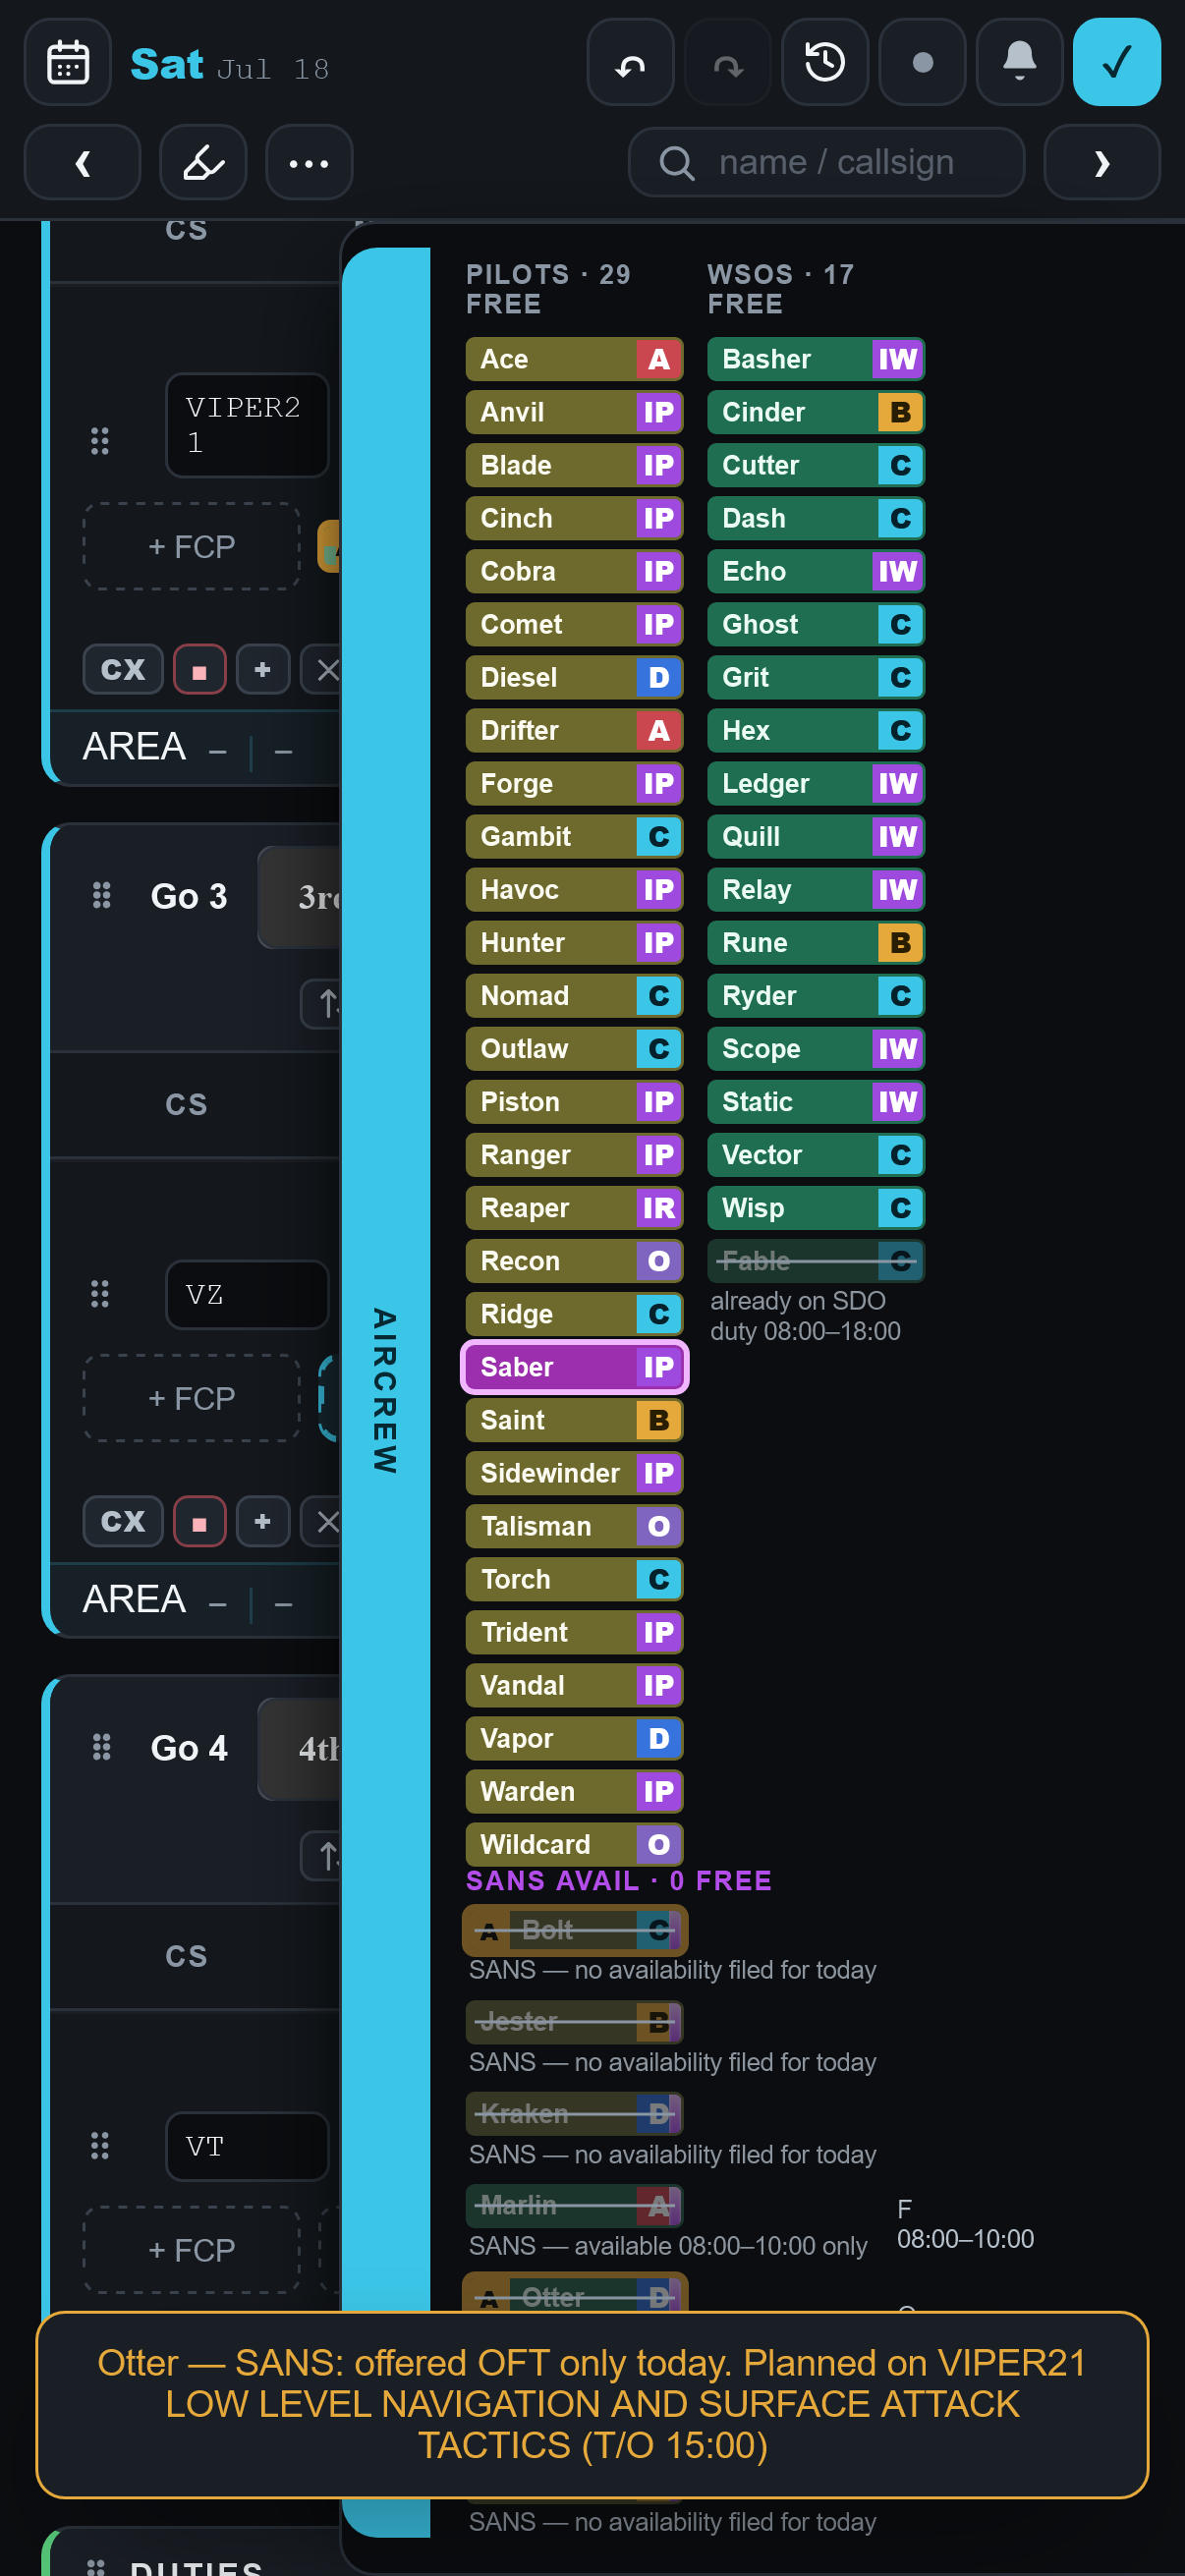 Sat Jul 18
name / callsign
CS
VIPER2
1
+ FCP
CX
+
AREA – | –
Go 3
CS
VZ
+ FCP
CX
+
AREA – | –
Go 4
CS
VT
+ FCP
DUTIES
AIRCREW
PILOTS · 29
FREE
Ace A
Anvil IP
Blade IP
Cinch IP
Cobra IP
Comet IP
Diesel D
Drifter A
Forge IP
Gambit C
Havoc IP
Hunter IP
Nomad C
Outlaw C
Piston IP
Ranger IP
Reaper IR
Recon O
Ridge C
Saber IP
Saint B
Sidewinder IP
Talisman O
Torch C
Trident IP
Vandal IP
Vapor D
Warden IP
Wildcard O
WSOS · 17
FREE
Basher IW
Cinder B
Cutter C
Dash C
Echo IW
Ghost C
Grit C
Hex C
Ledger IW
Quill IW
Relay IW
Rune B
Ryder C
Scope IW
Static IW
Vector C
Wisp C
Fable C
already on SDO
duty 08:00–18:00
SANS AVAIL · 0 FREE
A Bolt C
SANS — no availability filed for today
Jester B
SANS — no availability filed for today
Kraken D
SANS — no availability filed for today
Marlin A
SANS — available 08:00–10:00 only
F
08:00–10:00
A Otter D
Otter — SANS: offered OFT only today. Planned on VIPER21
LOW LEVEL NAVIGATION AND SURFACE ATTACK
TACTICS (T/O 15:00)
SANS — no availability filed for today